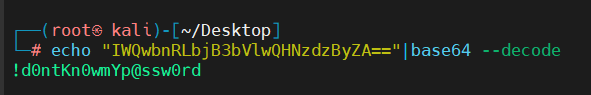 ┌──(root㉿ kali)-[~/Desktop]
└─# echo "IWQwbnRLbjB3bVlwQHNzdzByZA=="|base64 --decode
!d0ntKn0wmYp@ssw0rd